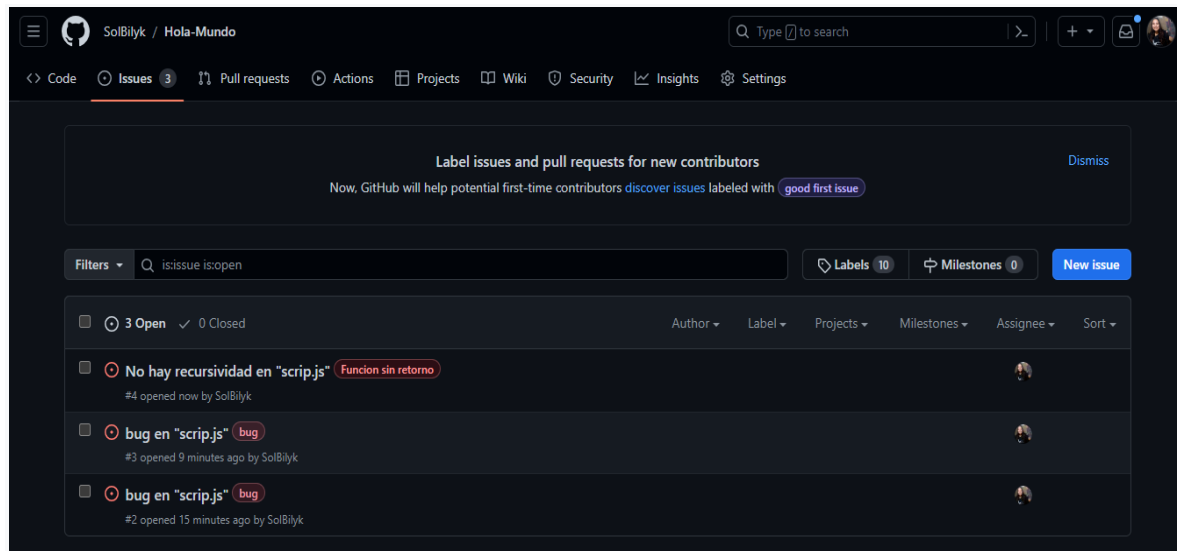 SolBilyk / Hola-Mundo
Type / to search
<> Code Issues 3 Pull requests Actions Projects Wiki Security Insights Settings
Label issues and pull requests for new contributors
Dismiss
Now, GitHub will help potential first-time contributors discover issues labeled with good first issue
Filters is:issue is:open Labels 10 Milestones 0 New issue
3 Open 0 Closed Author Label Projects Milestones Assignee Sort
No hay recursividad en "scrip.js" Funcion sin retorno
#4 opened now by SolBilyk
bug en "scrip.js" bug
#3 opened 9 minutes ago by SolBilyk
bug en "scrip.js" bug
#2 opened 15 minutes ago by SolBilyk